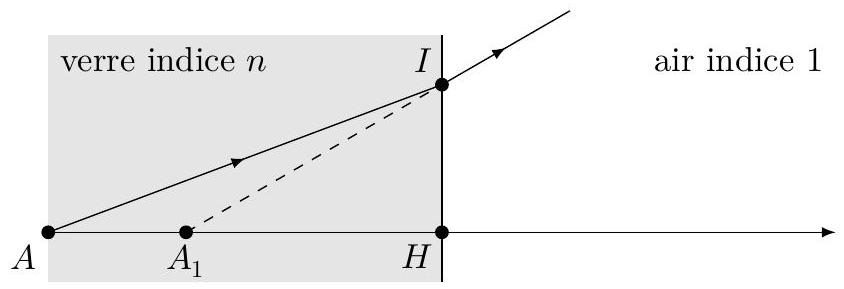 verre indice n
I
air indice 1
A
A₁
H